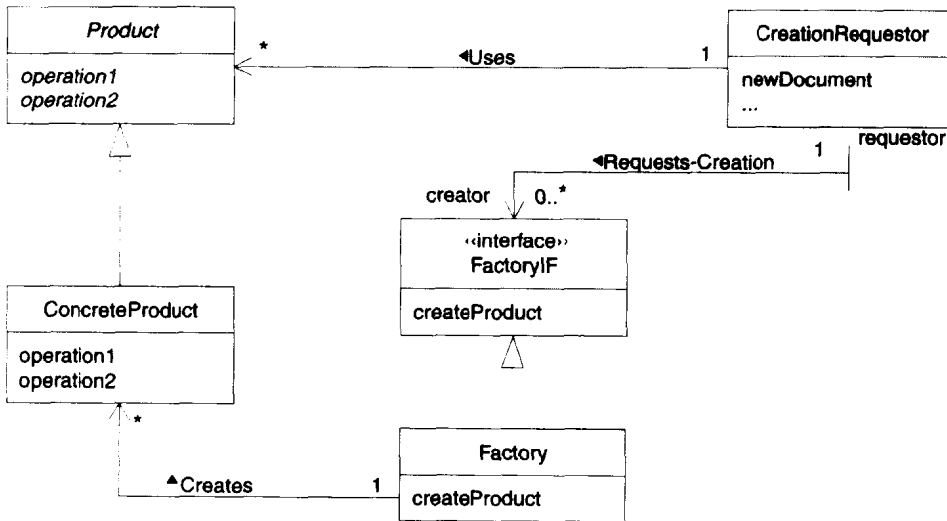 Product
operation1
operation2
*
◄Uses
1
CreationRequestor
newDocument
...
requestor
1
◄Requests-Creation
creator
0..*
‹‹interface››
FactoryIF
createProduct
ConcreteProduct
operation1
operation2
*
▲Creates
1
Factory
createProduct